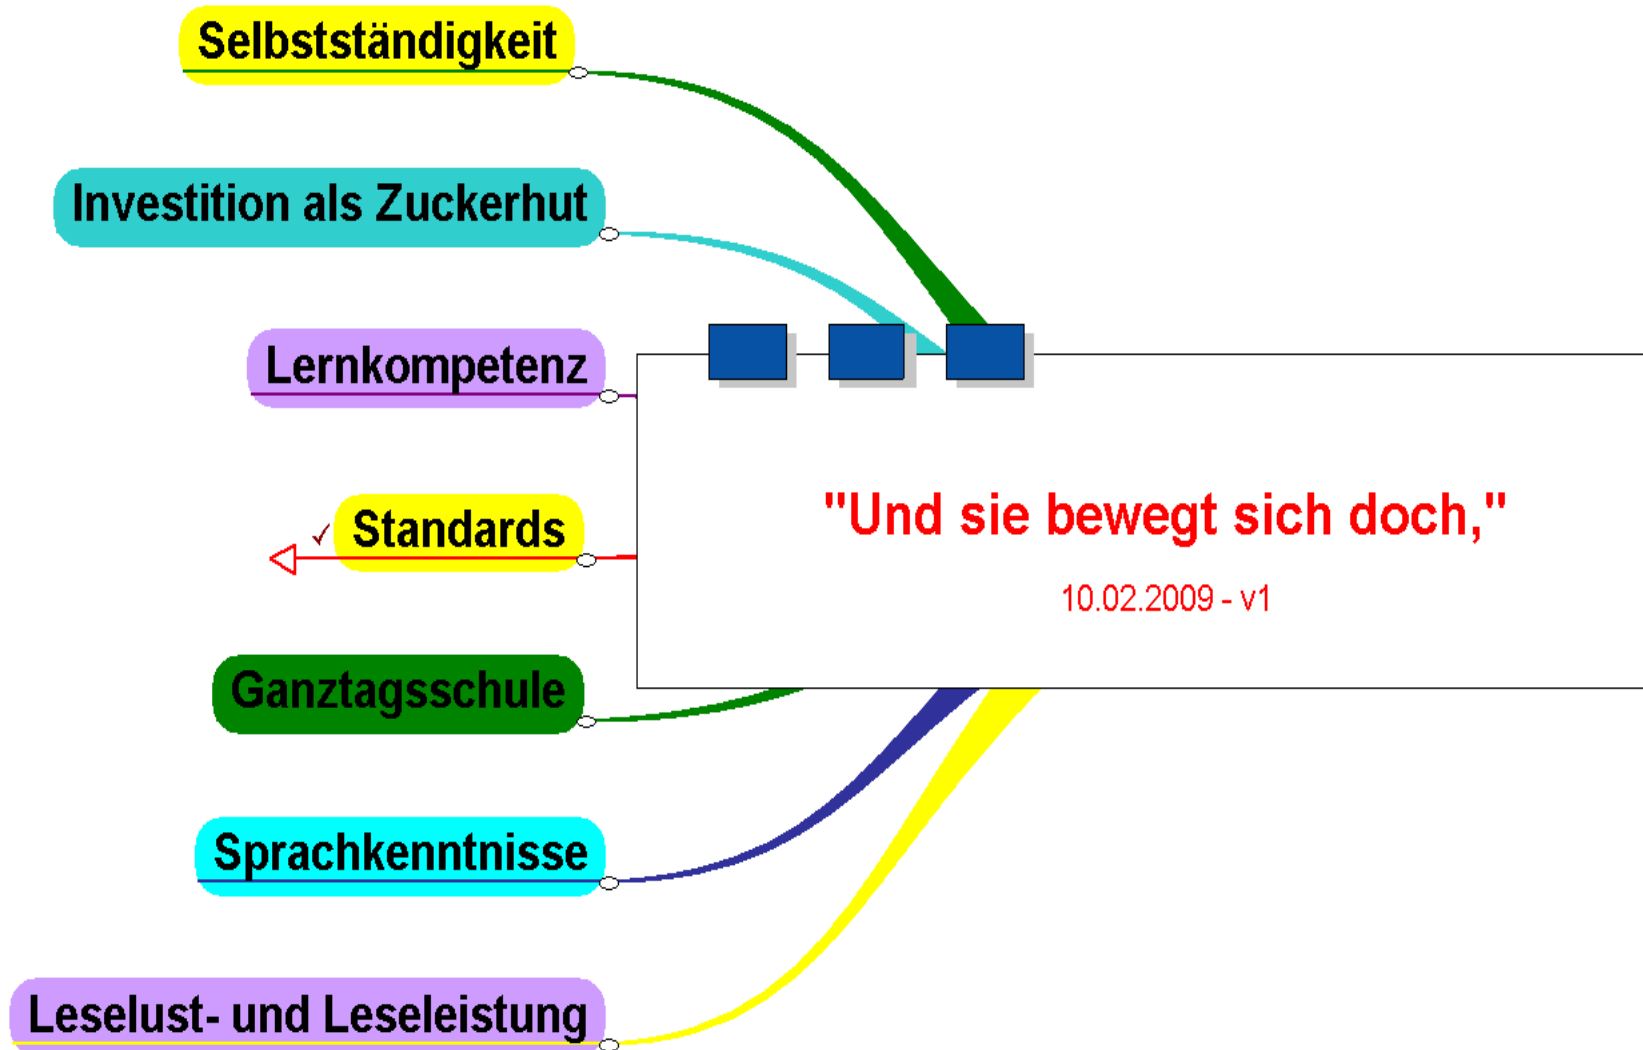 Selbstständigkeit
Investition als Zuckerhut
Lernkompetenz
Standards
Ganztagsschule
Sprachkenntnisse
Leselust- und Leseleistung
"Und sie bewegt sich doch,"
10.02.2009 - v1